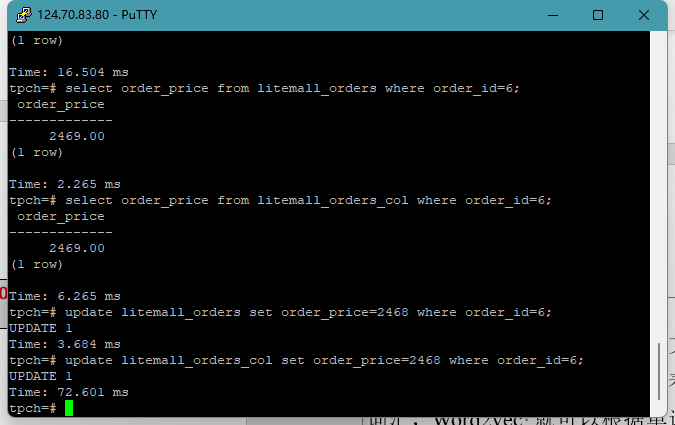 124.70.83.80 - PuTTY
(1 row)
Time: 16.504 ms
tpch=# select order_price from litemall_orders where order_id=6;
order_price
-------------
2469.00
(1 row)
Time: 2.265 ms
tpch=# select order_price from litemall_orders_col where order_id=6;
order_price
-------------
2469.00
(1 row)
Time: 6.265 ms
tpch=# update litemall_orders set order_price=2468 where order_id=6;
UPDATE 1
Time: 3.684 ms
tpch=# update litemall_orders_col set order_price=2468 where order_id=6;
UPDATE 1
Time: 72.601 ms
tpch=#